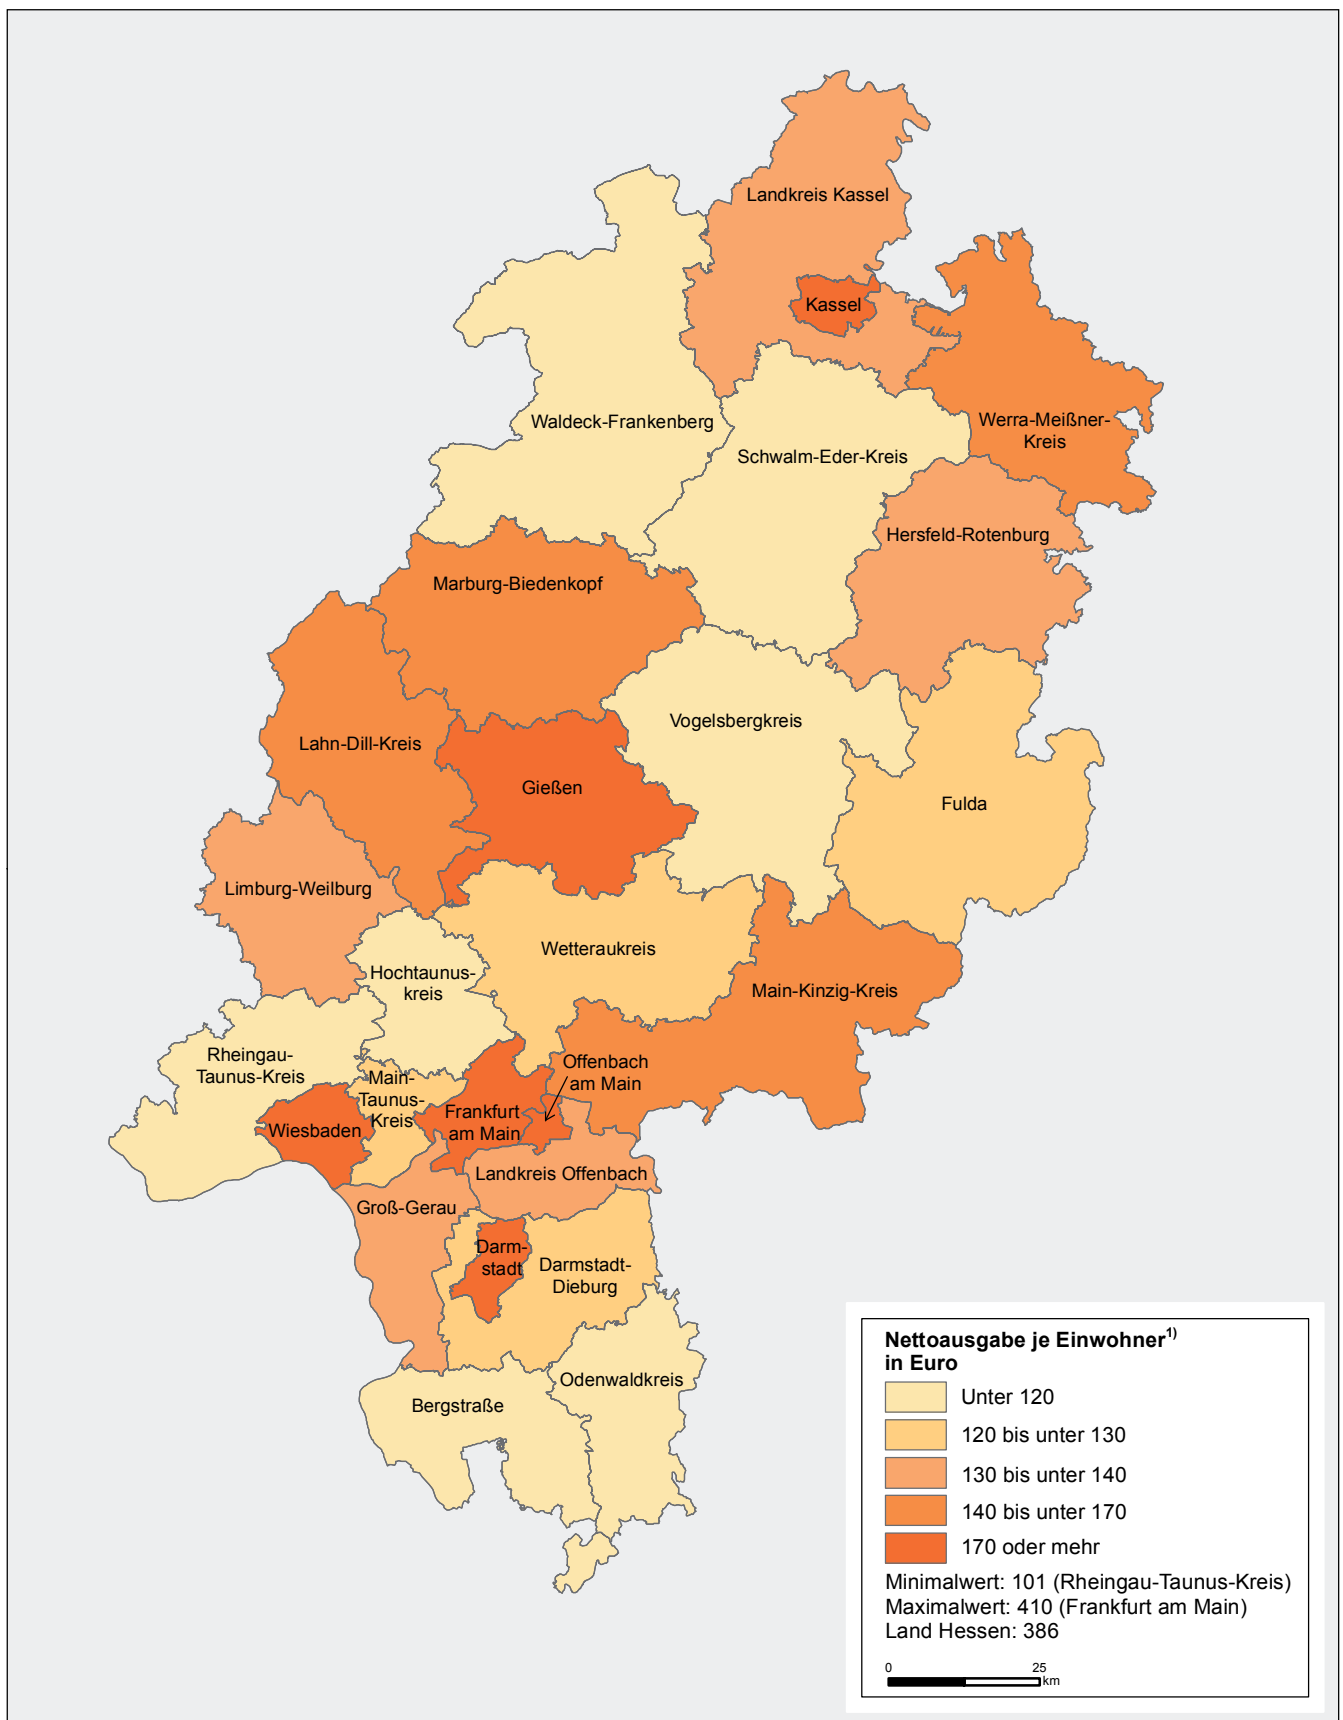 Landkreis Kassel
Kassel
Waldeck-Frankenberg
Werra-Meißner-
Kreis
Schwalm-Eder-Kreis
Hersfeld-Rotenburg
Marburg-Biedenkopf
Vogelsbergkreis
Lahn-Dill-Kreis
Gießen
Fulda
Limburg-Weilburg
Wetteraukreis
Hochtaunus-
kreis
Main-Kinzig-Kreis
Rheingau-
Taunus-Kreis
Offenbach
am Main
Main-
Taunus-
Kreis
Frankfurt
am Main
Wiesbaden
Landkreis Offenbach
Groß-Gerau
Darm-
stadt
Darmstadt-
Dieburg
Odenwaldkreis
Bergstraße
Nettoausgabe je Einwohner¹⁾
in Euro
Unter 120
120 bis unter 130
130 bis unter 140
140 bis unter 170
170 oder mehr
Minimalwert: 101 (Rheingau-Taunus-Kreis)
Maximalwert: 410 (Frankfurt am Main)
Land Hessen: 386
0 25
km